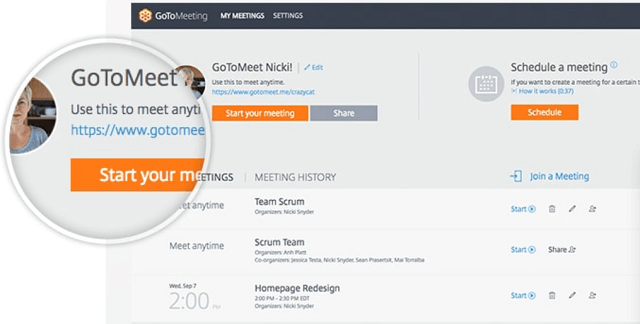 GoToMeeting MY MEETINGS SETTINGS
GoToMeet Nicki! Edit
Use this to meet anytime.
https://www.gotomeet.me/crazycat
Start your meeting Share
Schedule a meeting
If you want to create a meeting for a certain t
How it works (0:37)
Schedule
GoToMeet
Use this to meet anyti
https://www.gotomee
Start your me
ETINGS MEETING HISTORY
Join a Meeting
Meet anytime
Team Scrum
Organizers: Nicki Snyder
Start
Meet anytime
Scrum Team
Organizers: Anh Plett
Co-organizers: Jessica Testa, Nicki Snyder, Sean Prasertsit, Mai Torralba
Start Share
Wed, Sep 7
2:00 PM
Homepage Redesign
2:00 PM - 2:30 PM EDT
Organizers: Nicki Snyder
Start